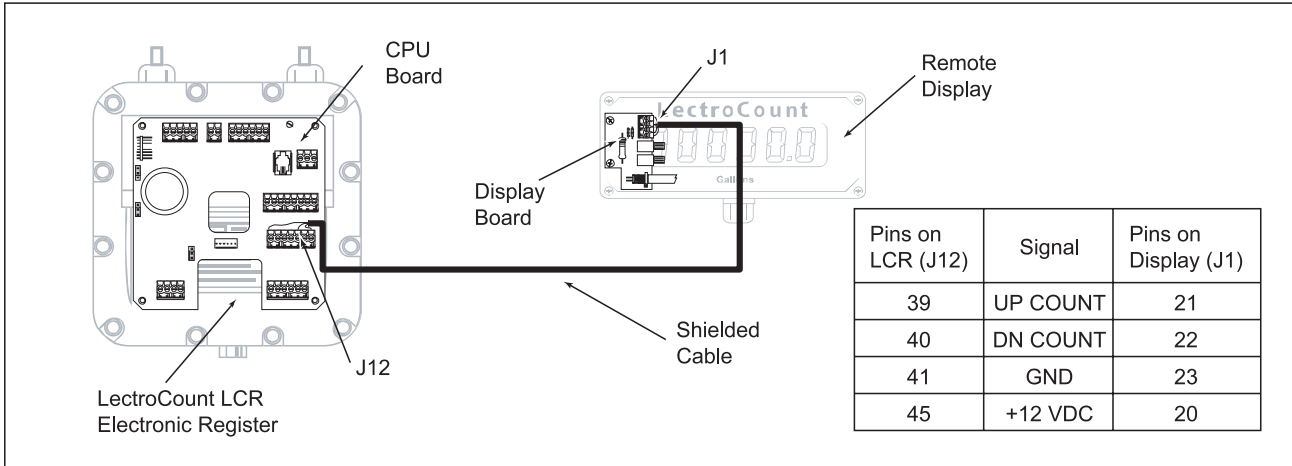 CPU
Board
J1
Remote
Display
LectroCount
0000.0
Gallons
Display
Board
Shielded
Cable
J12
LectroCount LCR
Electronic Register
Pins on
LCR (J12)
Signal
Pins on
Display (J1)
39 UP COUNT 21
40 DN COUNT 22
41 GND 23
45 +12 VDC 20